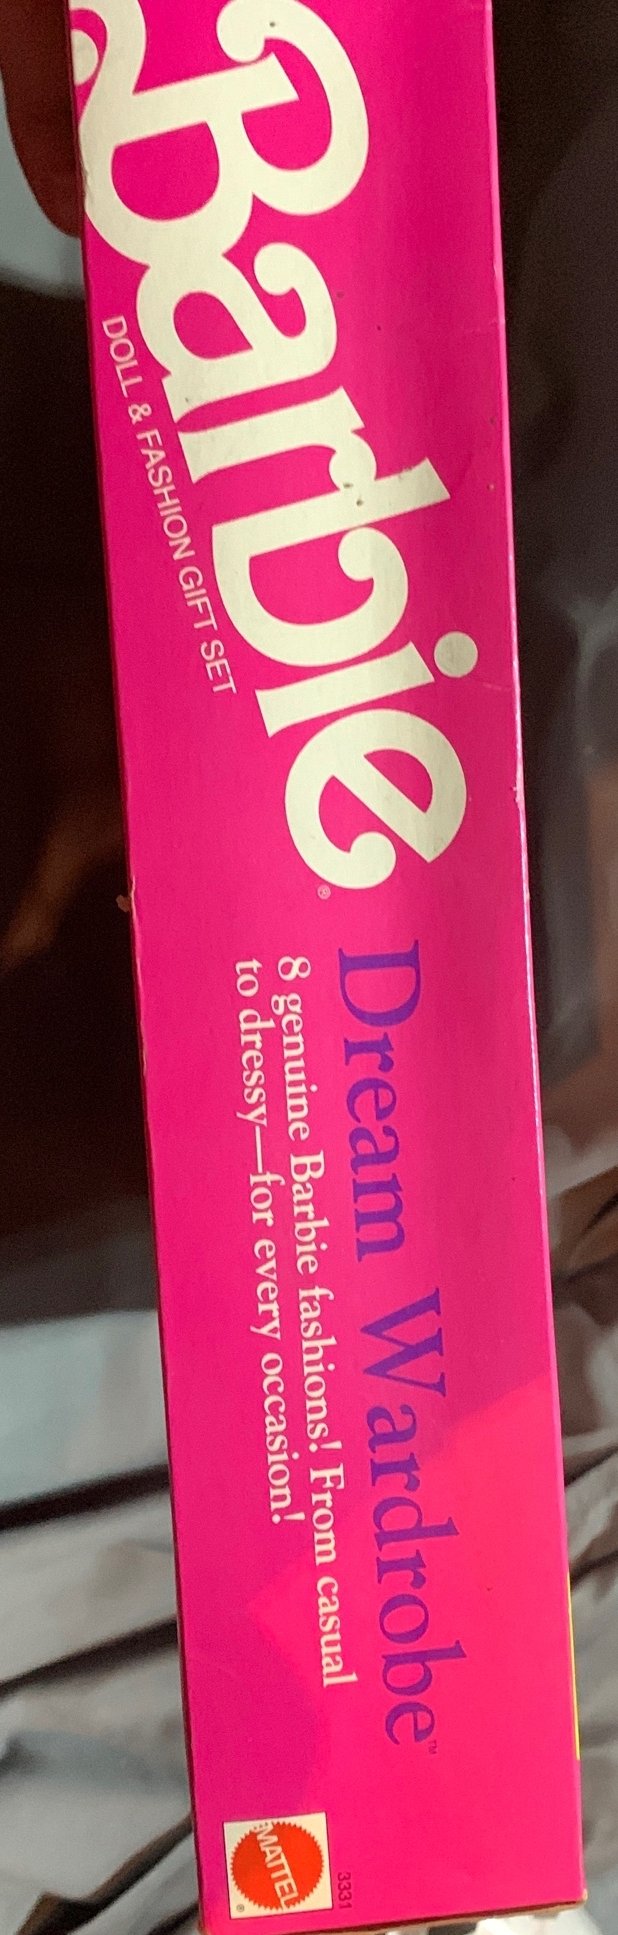 Barbie®
DOLL & FASHION GIFT SET
Dream Wardrobe™
8 genuine Barbie fashions! From casual
to dressy—for every occasion!
3331
MATTEL®